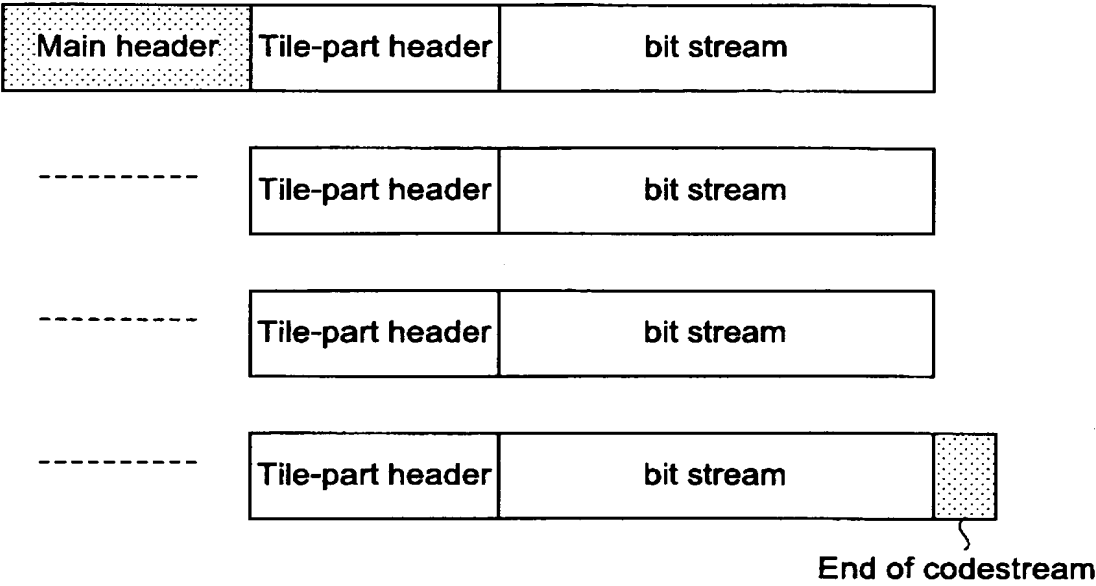 Main header Tile-part header bit stream
Tile-part header bit stream
Tile-part header bit stream
Tile-part header bit stream
End of codestream